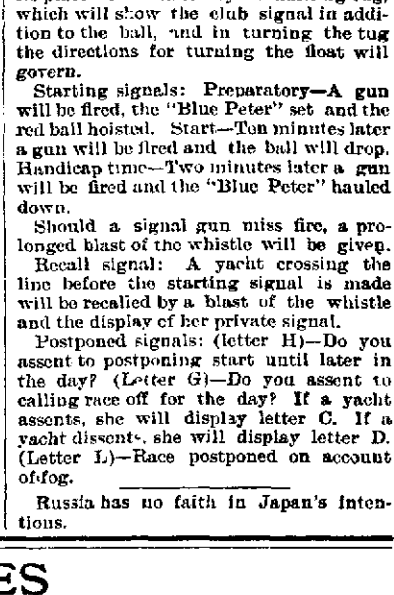 which will show the club signal in addi-
tion to the ball, and in turning the tug
the directions for turning the float will
govern.
Starting signals: Preparatory—A gun
will be fired, the "Blue Peter" set and the
red ball hoisted. Start—Ten minutes later
a gun will be fired and the ball will drop.
Handicap time—Two minutes later a gun
will be fired and the "Blue Peter" hauled
down.
Should a signal gun miss fire, a pro-
longed blast of the whistle will be given.
Recall signal: A yacht crossing the
line before the starting signal is made
will be recalled by a blast of the whistle
and the display of her private signal.
Postponed signals: (letter H)—Do you
assent to postponing start until later in
the day? (Letter G)—Do you assent to
calling race off for the day? If a yacht
assents, she will display letter C. If a
yacht dissents, she will display letter D.
(Letter L)—Race postponed on account
of fog.
Russia has no faith in Japan's inten-
tions.
ES